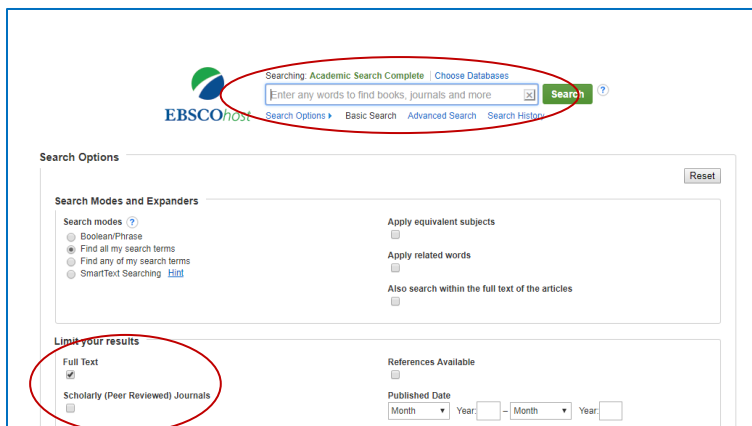 Searching: Academic Search Complete | Choose Databases
Enter any words to find books, journals and more
Search ?
EBSCOhost
Search Options Basic Search Advanced Search Search History
Search Options
Reset
Search Modes and Expanders
Search modes ?
Boolean/Phrase
Find all my search terms
Find any of my search terms
SmartText Searching Hint
Apply equivalent subjects
Apply related words
Also search within the full text of the articles
Limit your results
Full Text
References Available
Scholarly (Peer Reviewed) Journals
Published Date
Month Year: – Month Year: